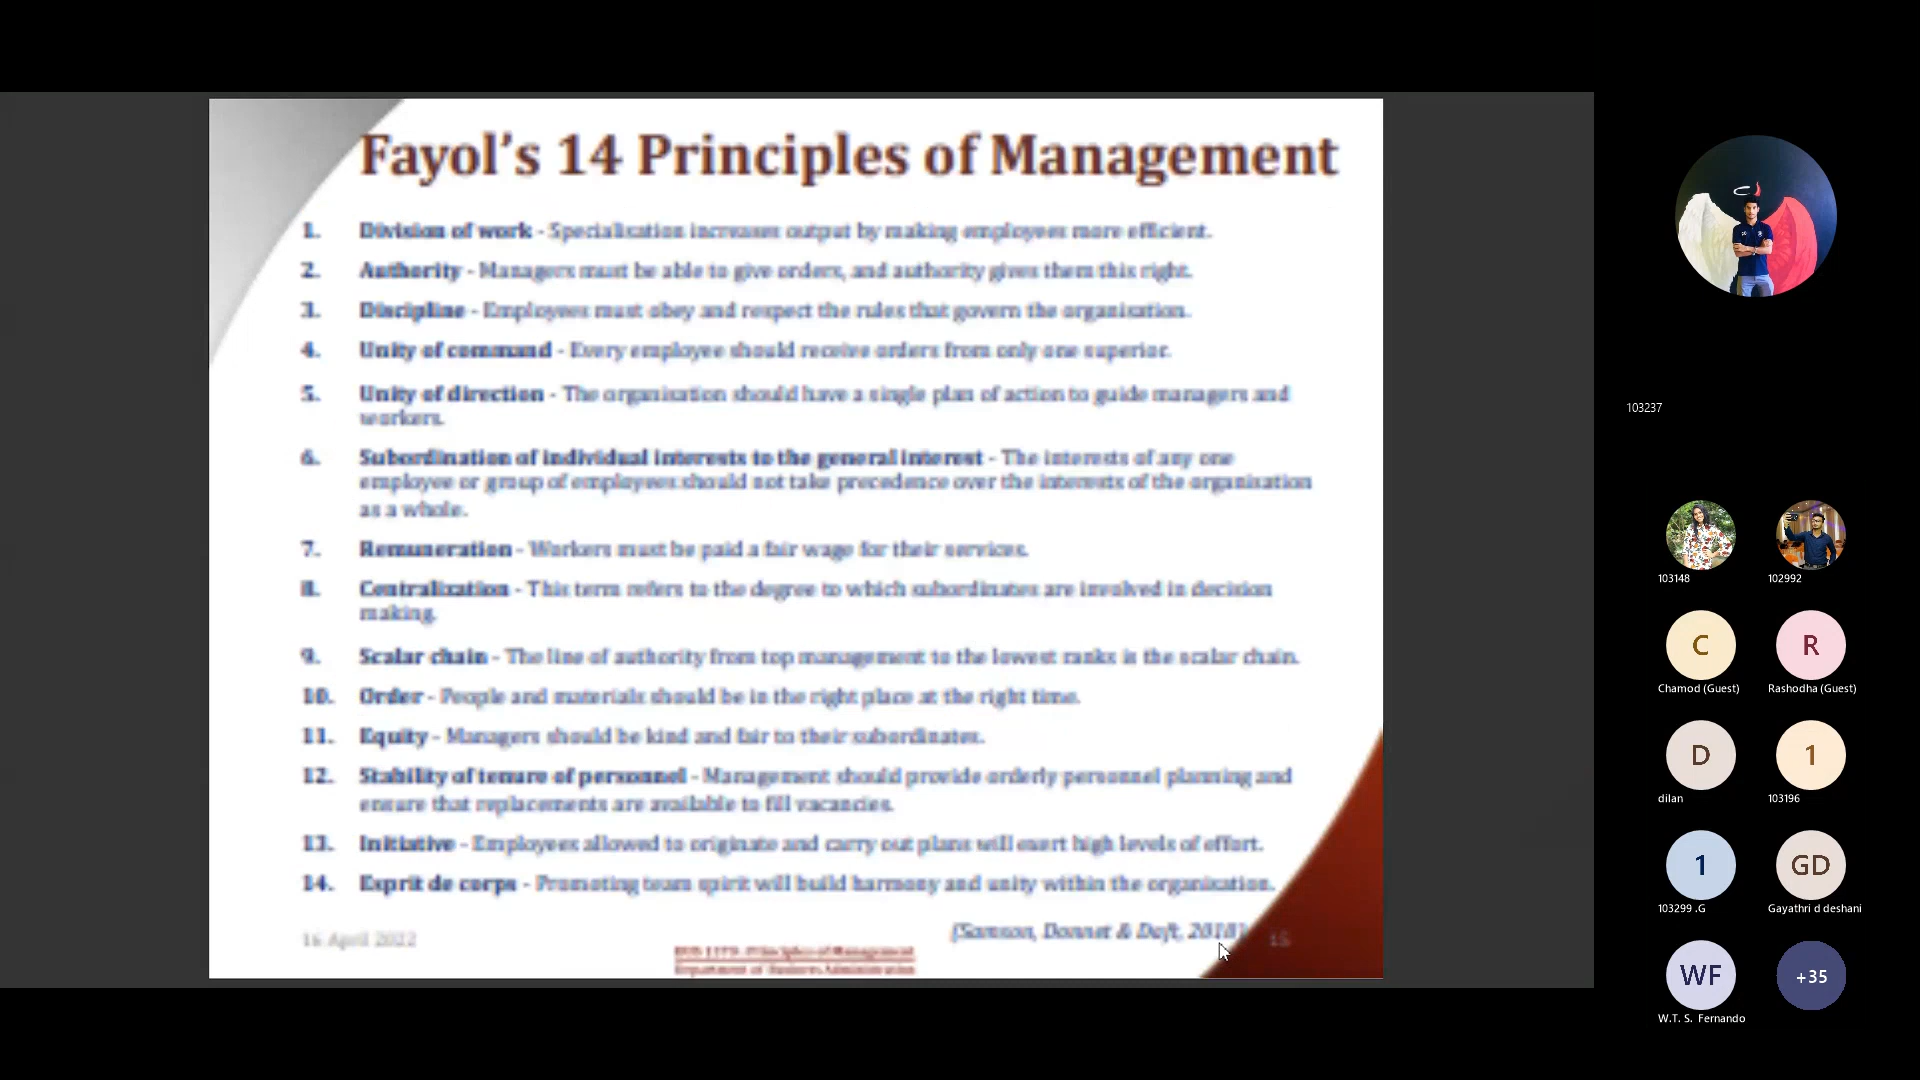 Fayol's 14 Principles of Management
1. Division of work - Specialisation increases output by making employees more efficient.
2. Authority - Managers must be able to give orders, and authority gives them this right.
3. Discipline - Employees must obey and respect the rules that govern the organisation.
4. Unity of command - Every employee should receive orders from only one superior.
5. Unity of direction - The organisation should have a single plan of action to guide managers and
workers.
6. Subordination of individual interests to the general interest - The interests of any one
employee or group of employees should not take precedence over the interests of the organisation
as a whole.
7. Remuneration - Workers must be paid a fair wage for their services.
8. Centralization - This term refers to the degree to which subordinates are involved in decision
making.
9. Scalar chain - The line of authority from top management to the lowest ranks is the scalar chain.
10. Order - People and materials should be in the right place at the right time.
11. Equity - Managers should be kind and fair to their subordinates.
12. Stability of tenure of personnel - Management should provide orderly personnel planning and
ensure that replacements are available to fill vacancies.
13. Initiative - Employees allowed to originate and carry out plans will exert high levels of effort.
14. Esprit de corps - Promoting team spirit will build harmony and unity within the organisation.
(Samson, Donnet & Daft, 2018)
16 April 2022
Principles of Management
Department of Business Administration
15
103237
103148
102992
C
R
Chamod (Guest)
Rashodha (Guest)
D
1
dilan
103196
1
GD
103299 .G
Gayathri d deshani
WF
+35
W.T. S. Fernando